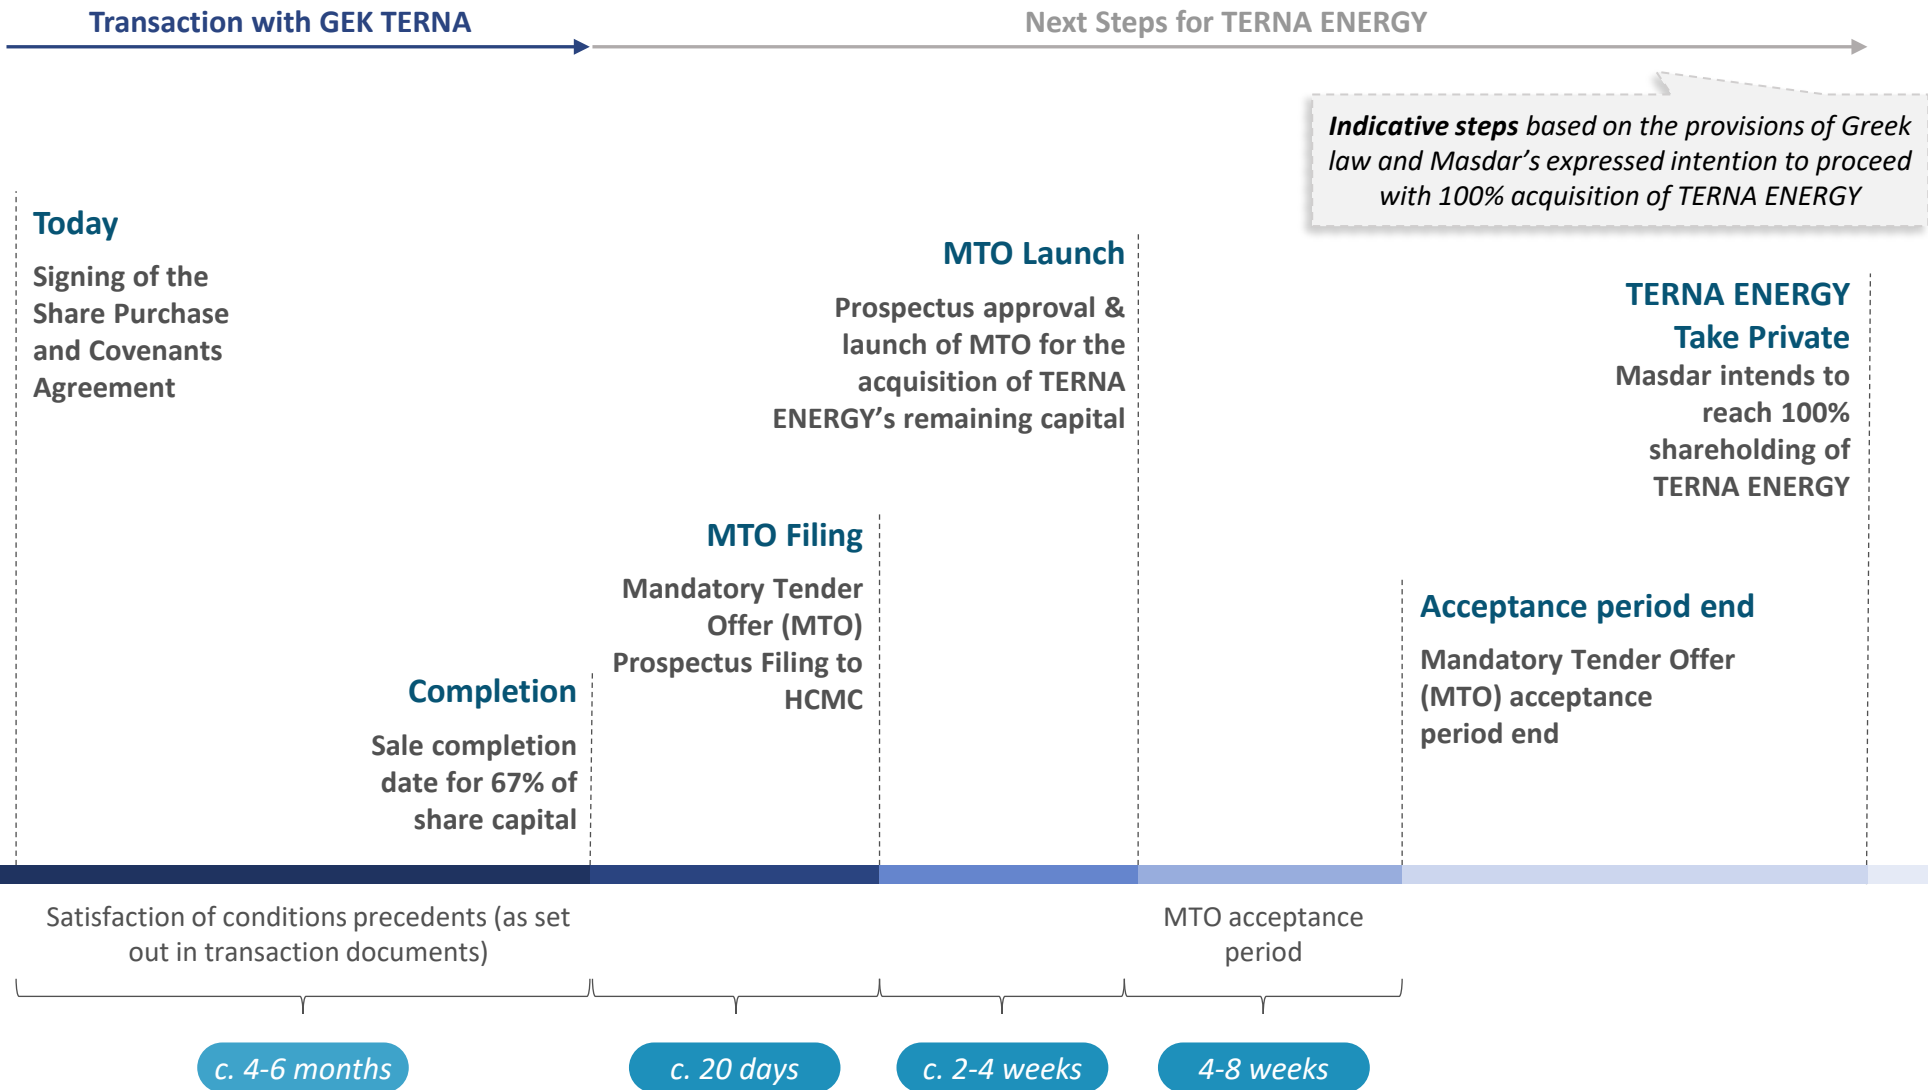 Transaction with GEK TERNA
Next Steps for TERNA ENERGY
Indicative steps based on the provisions of Greek
law and Masdar’s expressed intention to proceed
with 100% acquisition of TERNA ENERGY
Today
Signing of the
Share Purchase
and Covenants
Agreement
Completion
Sale completion
date for 67% of
share capital
MTO Filing
Mandatory Tender
Offer (MTO)
Prospectus Filing to
HCMC
MTO Launch
Prospectus approval &
launch of MTO for the
acquisition of TERNA
ENERGY’s remaining capital
Acceptance period end
Mandatory Tender Offer
(MTO) acceptance
period end
TERNA ENERGY
Take Private
Masdar intends to
reach 100%
shareholding of
TERNA ENERGY
Satisfaction of conditions precedents (as set
out in transaction documents)
MTO acceptance
period
c. 4-6 months
c. 20 days
c. 2-4 weeks
4-8 weeks